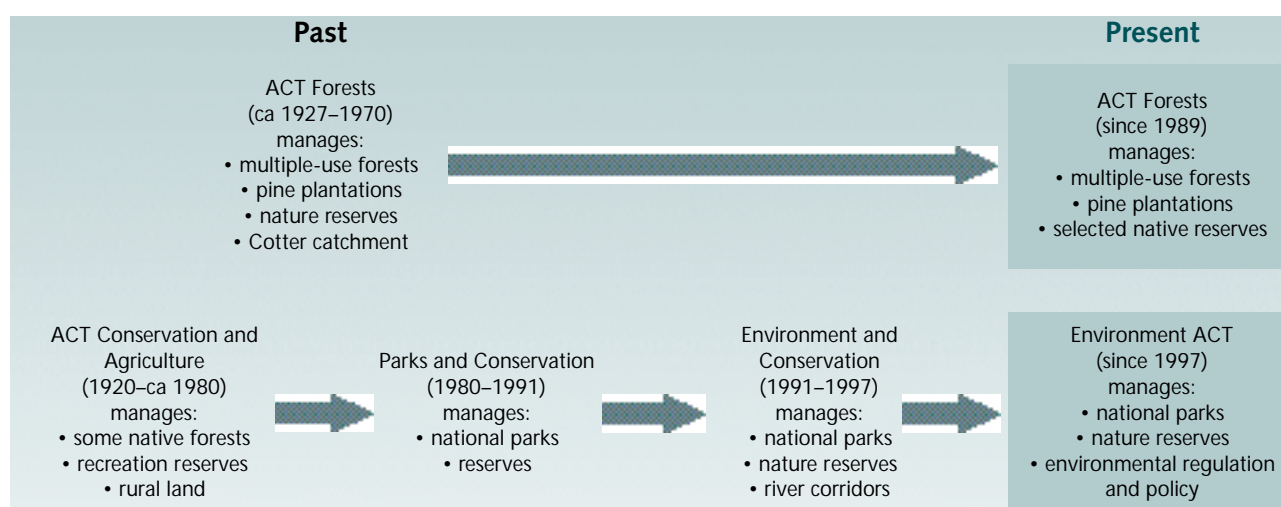 Past
Present
ACT Forests
(ca 1927–1970)
manages:
• multiple-use forests
• pine plantations
• nature reserves
• Cotter catchment
ACT Forests
(since 1989)
manages:
• multiple-use forests
• pine plantations
• selected native reserves
ACT Conservation and
Agriculture
(1920–ca 1980)
manages:
• some native forests
• recreation reserves
• rural land
Parks and Conservation
(1980–1991)
manages:
• national parks
• reserves
Environment and
Conservation
(1991–1997)
manages:
• national parks
• nature reserves
• river corridors
Environment ACT
(since 1997)
manages:
• national parks
• nature reserves
• environmental regulation
and policy